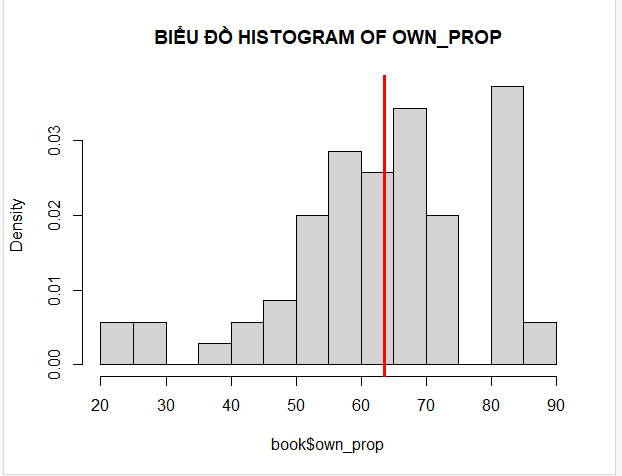 BIỂU ĐỒ HISTOGRAM OF OWN_PROP
Density
0.03
0.02
0.01
0.00
20 30 40 50 60 70 80 90
book$own_prop